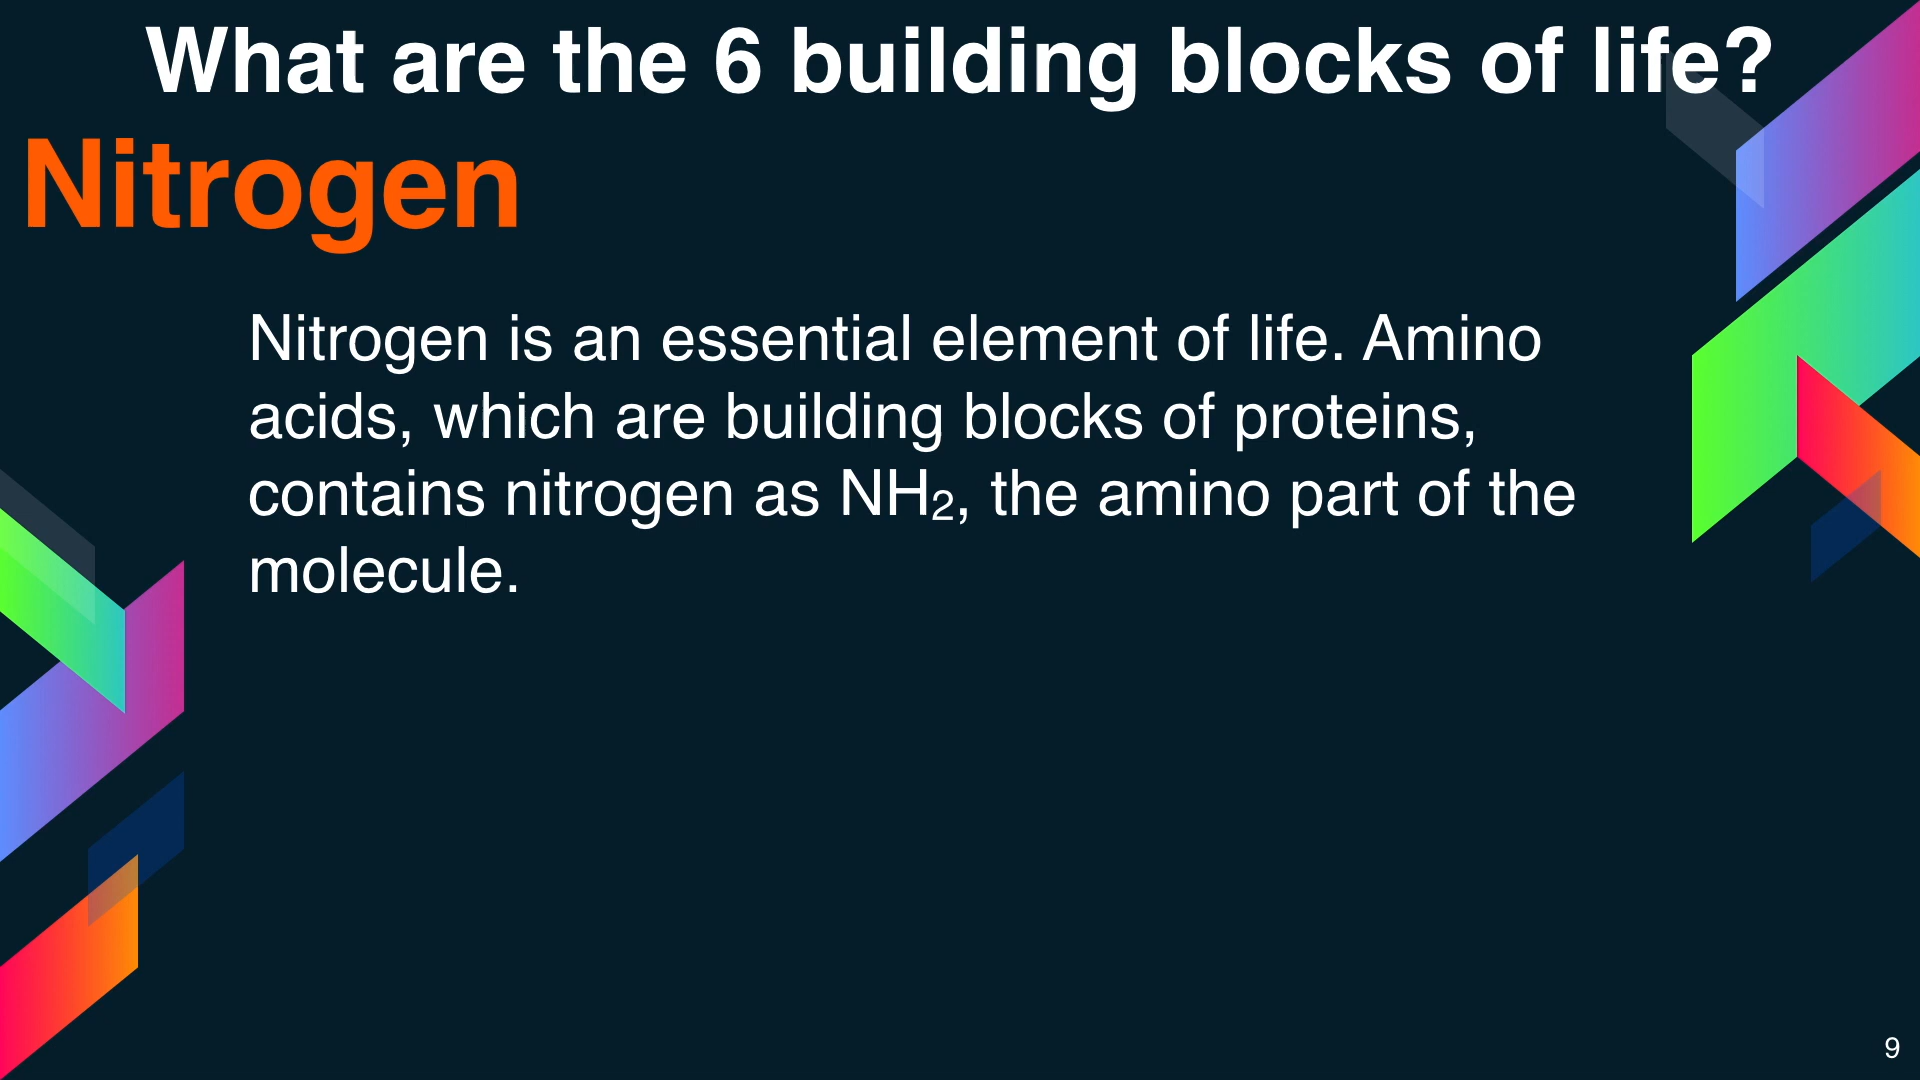 What are the 6 building blocks of life?
Nitrogen
Nitrogen is an essential element of life. Amino
acids, which are building blocks of proteins,
contains nitrogen as NH₂, the amino part of the
molecule.
9